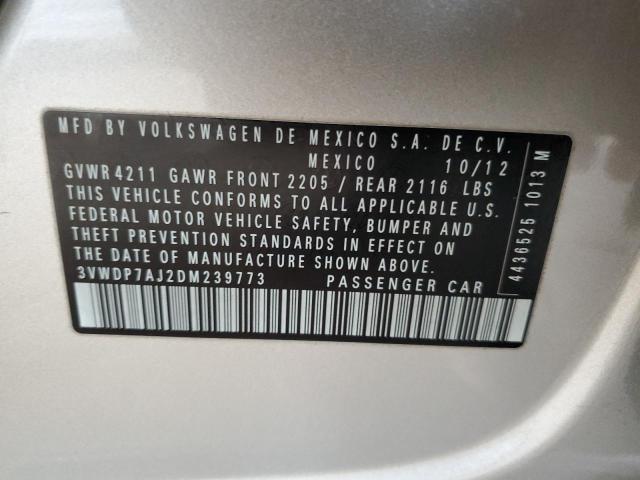 MFD BY VOLKSWAGEN DE MEXICO S.A. DE C.V.
MEXICO 10/12
GVWR 4211 GAWR FRONT 2205 / REAR 2116 LBS
THIS VEHICLE CONFORMS TO ALL APPLICABLE U.S.
FEDERAL MOTOR VEHICLE SAFETY, BUMPER AND
THEFT PREVENTION STANDARDS IN EFFECT ON
THE DATE OF MANUFACTURE SHOWN ABOVE.
3VWDP7AJ2DM239773 PASSENGER CAR
4436525 1013 M